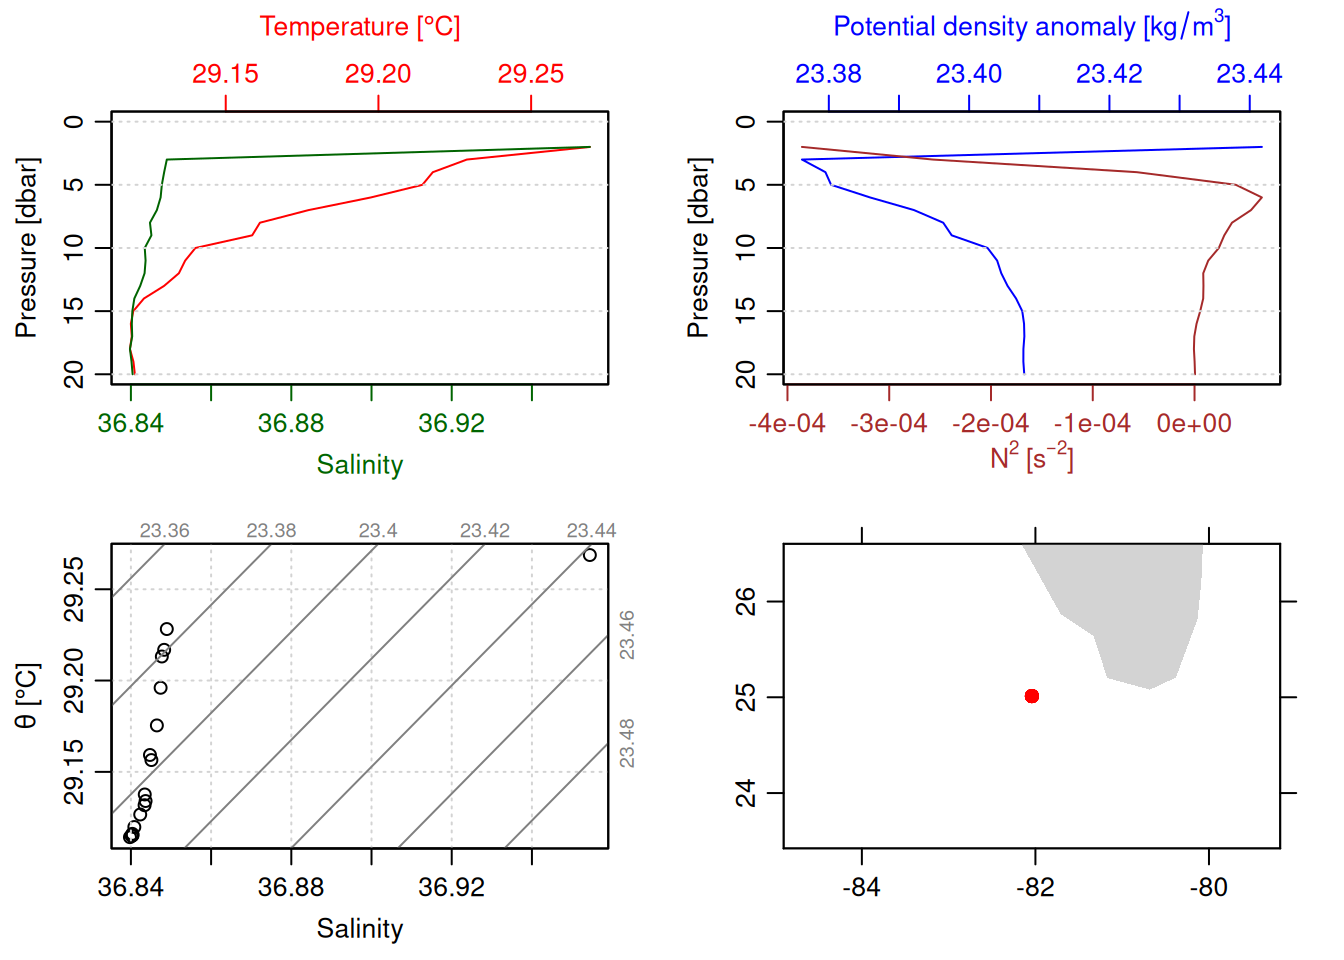 Temperature [°C]
29.15 29.20 29.25
0
5
10
15
20
Pressure [dbar]
36.84 36.88 36.92
Salinity
Potential density anomaly [kg/m³]
23.38 23.40 23.42 23.44
0
5
10
15
20
Pressure [dbar]
-4e-04 -3e-04 -2e-04 -1e-04 0e+00
N² [s⁻²]
23.36 23.38 23.4 23.42 23.44
23.46
23.48
29.25
29.20
29.15
θ [°C]
36.84 36.88 36.92
Salinity
26
25
24
-84 -82 -80